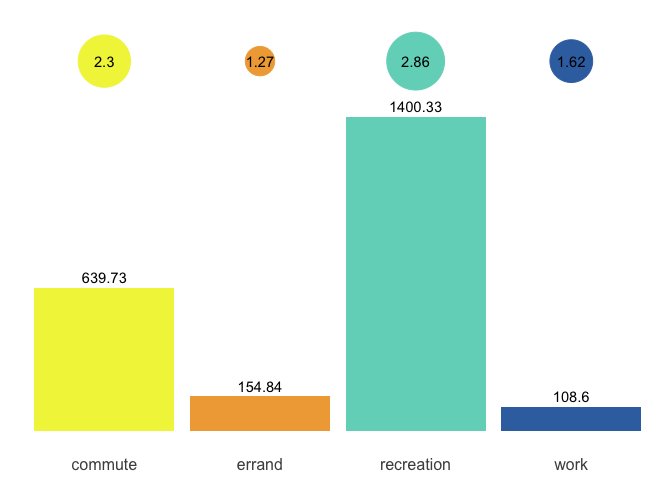 2.3 1.27 2.86 1.62
1400.33
639.73
154.84
108.6
commute errand recreation work